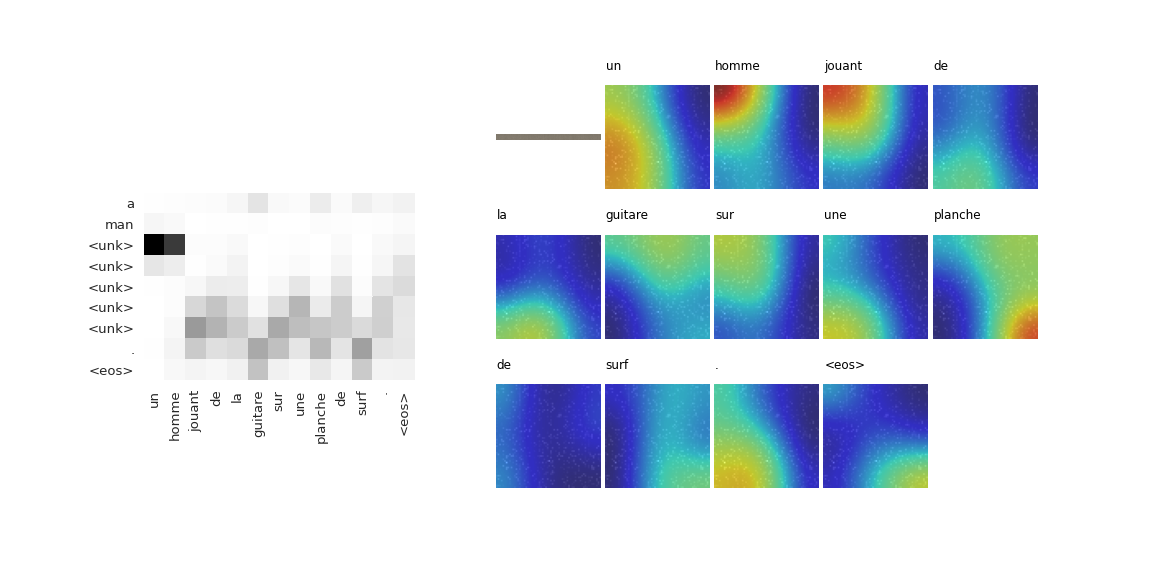 un homme jouant de
la guitare sur une planche
de surf . <eos>
a
man
<unk>
<unk>
<unk>
<unk>
<unk>
.
<eos>
un homme jouant de la guitare sur une planche de surf . <eos>